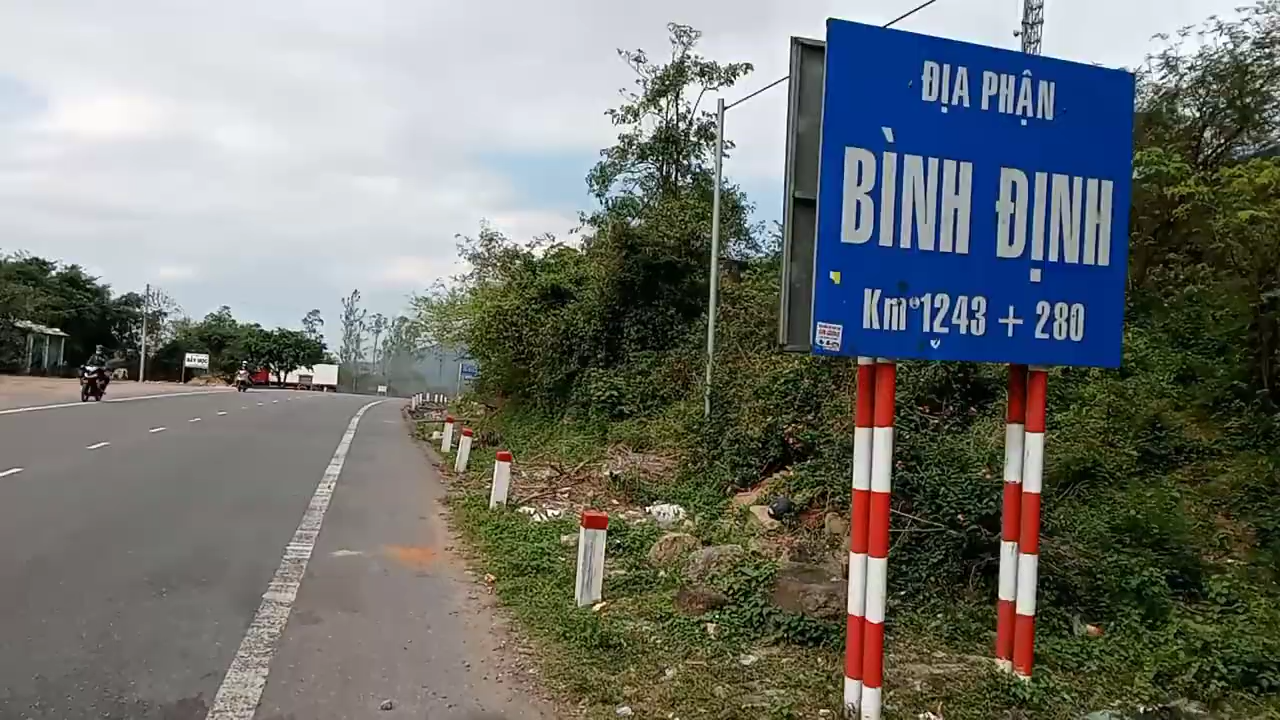 ĐỊA PHẬN
BÌNH ĐỊNH
Km 1243 + 280